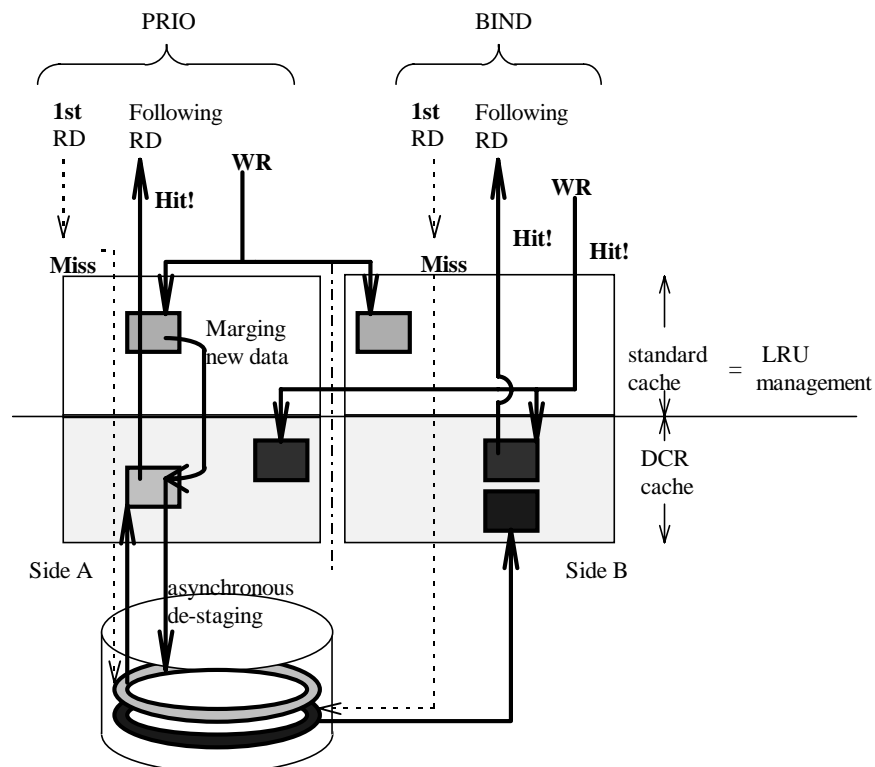 PRIO
BIND
1st
RD
Following
RD
WR
Hit!
1st
RD
Following
RD
WR
Hit!
Hit!
Miss
Miss
Marging
new data
standard
cache
=
LRU
management
DCR
cache
Side A
Side B
asynchronous
de-staging